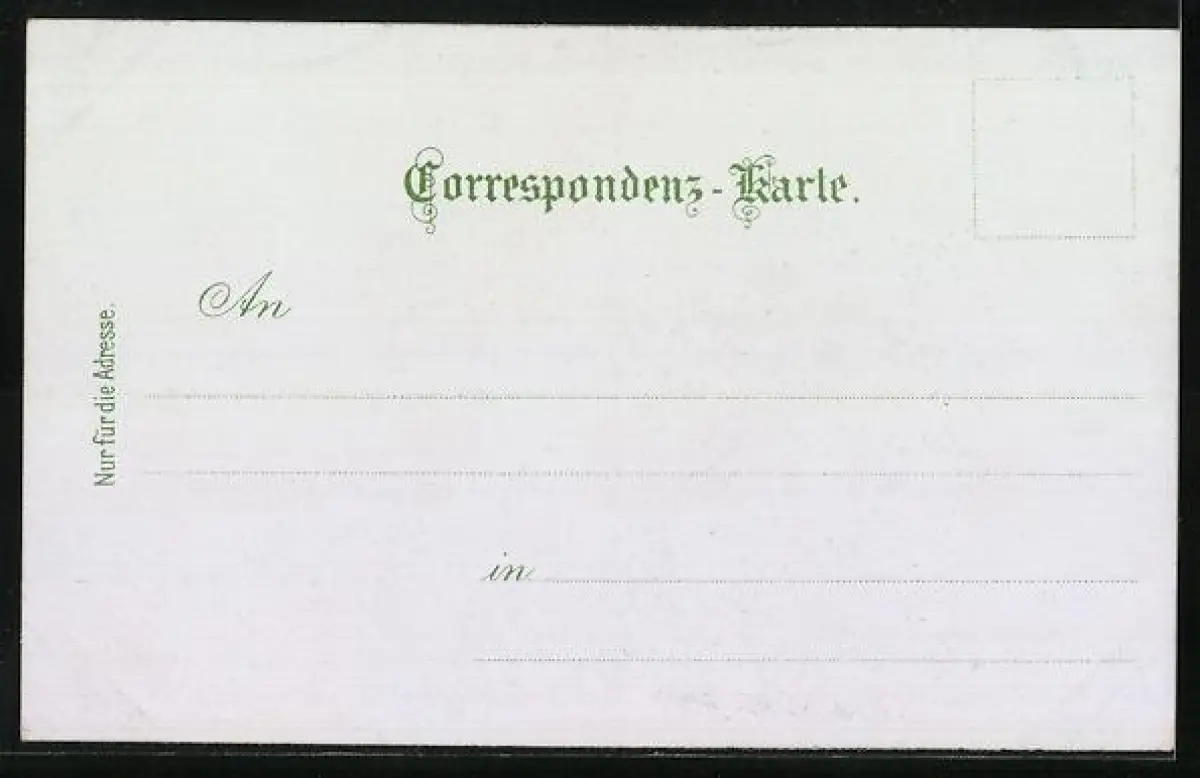 Correspondenz-Karte.
An
Nur für die Adresse.
in